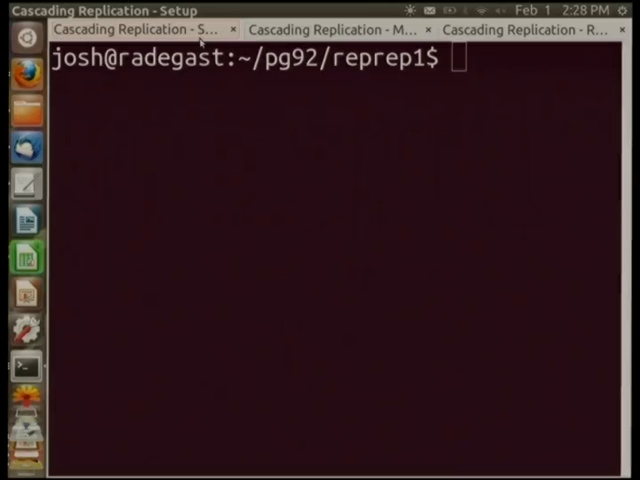 Cascading Replication - Setup
Feb 1 2:28 PM
Cascading Replication - S... ×
Cascading Replication - M... ×
Cascading Replication - R... ×
josh@radegast:~/pg92/reprep1$